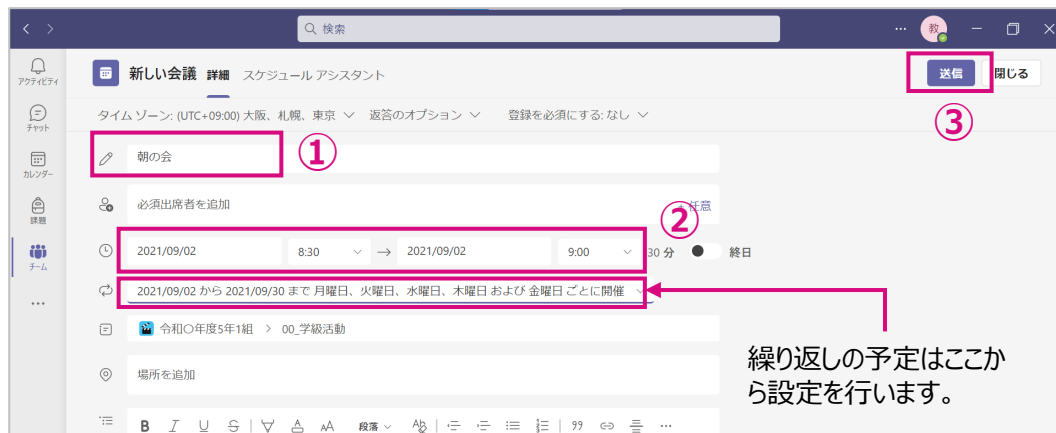 検索
教
アクティビティ
チャット
カレンダー
課題
チーム
新しい会議 詳細 スケジュール アシスタント
送信 閉じる
③
タイム ゾーン: (UTC+09:00) 大阪、札幌、東京 返答のオプション 登録を必須にする: なし
朝の会
①
必須出席者を追加
+ 任意
②
2021/09/02 8:30 → 2021/09/02 9:00 30 分 終日
2021/09/02 から 2021/09/30 まで 月曜日、火曜日、水曜日、木曜日 および 金曜日 ごとに開催
令和〇年度5年1組 > 00_学級活動
場所を追加
繰り返しの予定はここか
ら設定を行います。
B I U S A AA 段落 Ab